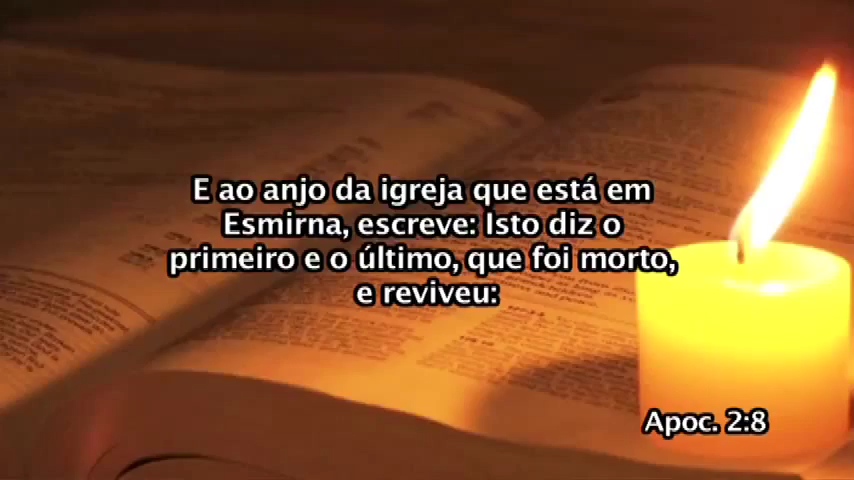 E ao anjo da igreja que está em
Esmirna, escreve: Isto diz o
primeiro e o último, que foi morto,
e reviveu:
Apoc. 2:8